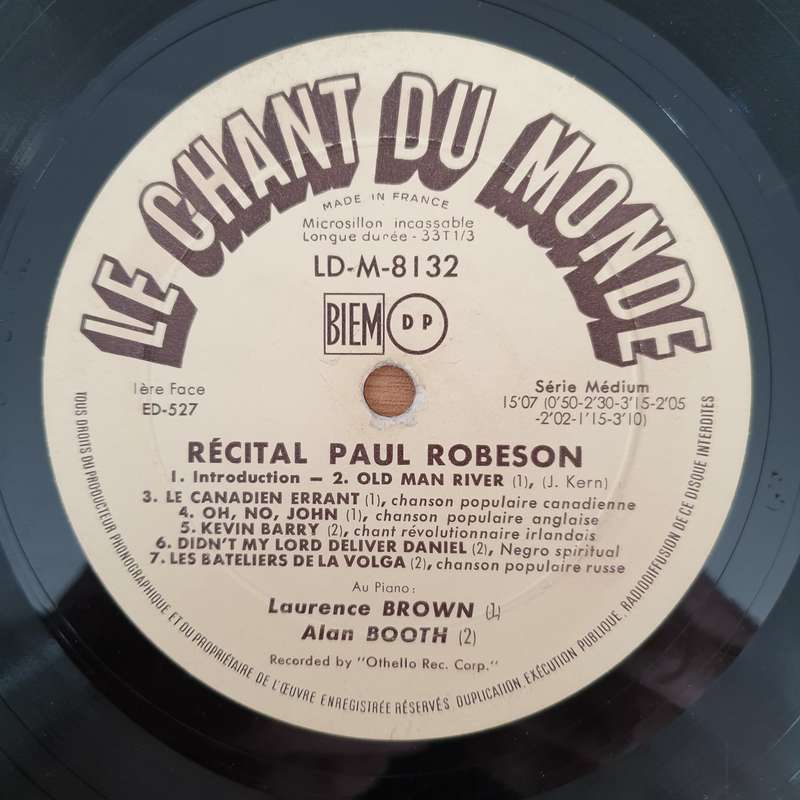 LE CHANT DU MONDE
MADE IN FRANCE
Microsillon incassable
Longue durée - 33T1/3
LD-M-8132
BIEM DP
1ère Face
ED-527
Série Médium
15'07 (0'50-2'30-3'15-2'05
-2'02-1'15-3'10)
RÉCITAL PAUL ROBESON
1. Introduction – 2. OLD MAN RIVER (1), (J. Kern)
3. LE CANADIEN ERRANT (1), chanson populaire canadienne
4. OH, NO, JOHN (1), chanson populaire anglaise
5. KEVIN BARRY (2), chant révolutionnaire irlandais
6. DIDN'T MY LORD DELIVER DANIEL (2), Negro spiritual
7. LES BATELIERS DE LA VOLGA (2), chanson populaire russe
Au Piano:
Laurence BROWN (1)
Alan BOOTH (2)
Recorded by "Othello Rec. Corp."
TOUS DROITS DU PRODUCTEUR PHONOGRAPHIQUE ET DU PROPRIÉTAIRE DE L'ŒUVRE ENREGISTRÉE RÉSERVÉS DUPLICATION. EXÉCUTION PUBLIQUE. RADIODIFFUSION DE CE DISQUE INTERDITES